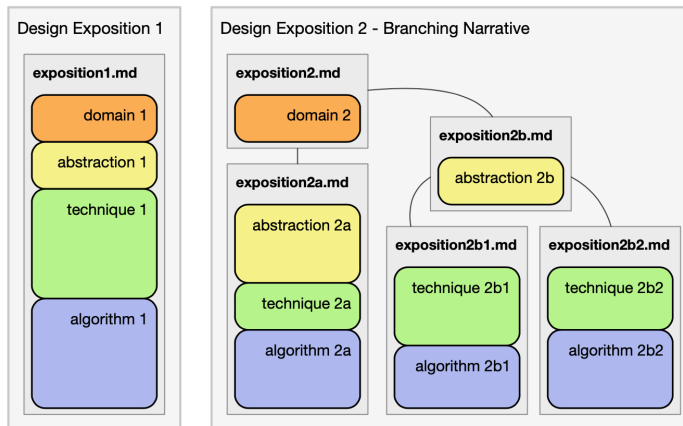 Design Exposition 1
exposition1.md
domain 1
abstraction 1
technique 1
algorithm 1
Design Exposition 2 - Branching Narrative
exposition2.md
domain 2
exposition2a.md
abstraction 2a
technique 2a
algorithm 2a
exposition2b.md
abstraction 2b
exposition2b1.md
technique 2b1
algorithm 2b1
exposition2b2.md
technique 2b2
algorithm 2b2